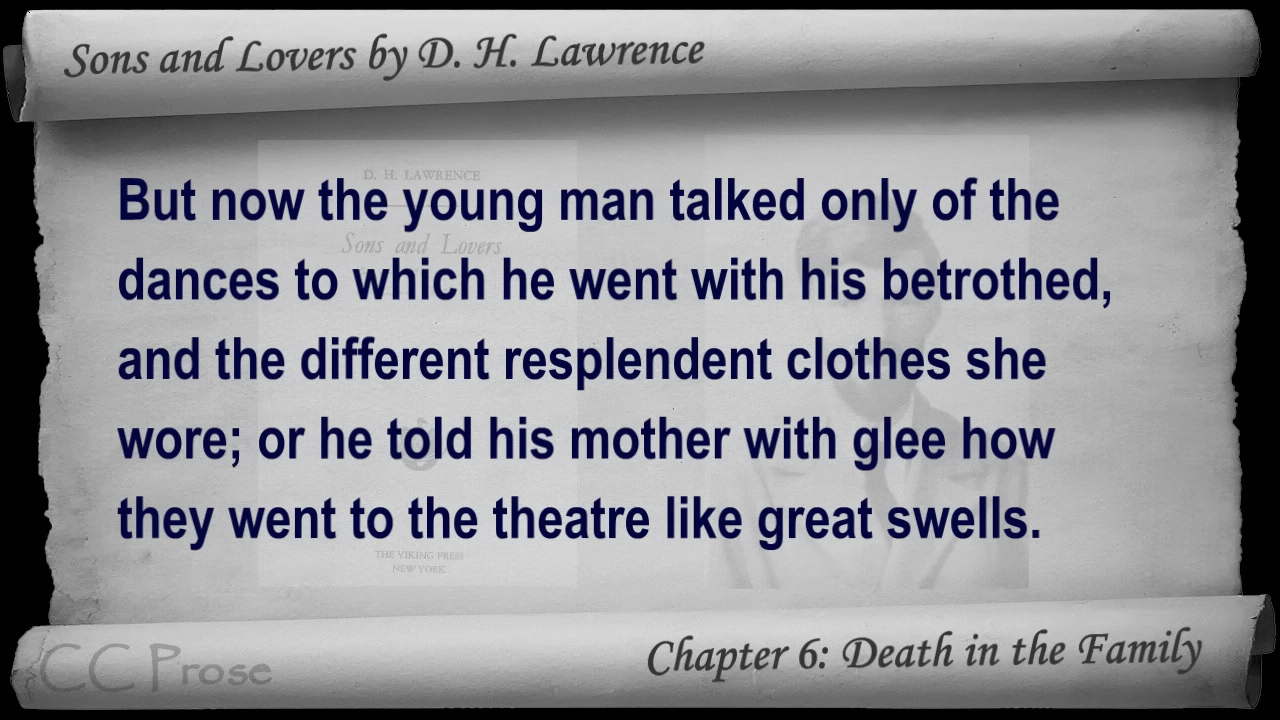 Sons and Lovers by D. H. Lawrence
D. H. LAWRENCE
Sons and Lovers
But now the young man talked only of the
dances to which he went with his betrothed,
and the different resplendent clothes she
wore; or he told his mother with glee how
they went to the theatre like great swells.
THE VIKING PRESS
NEW YORK
CC Prose
Chapter 6: Death in the Family